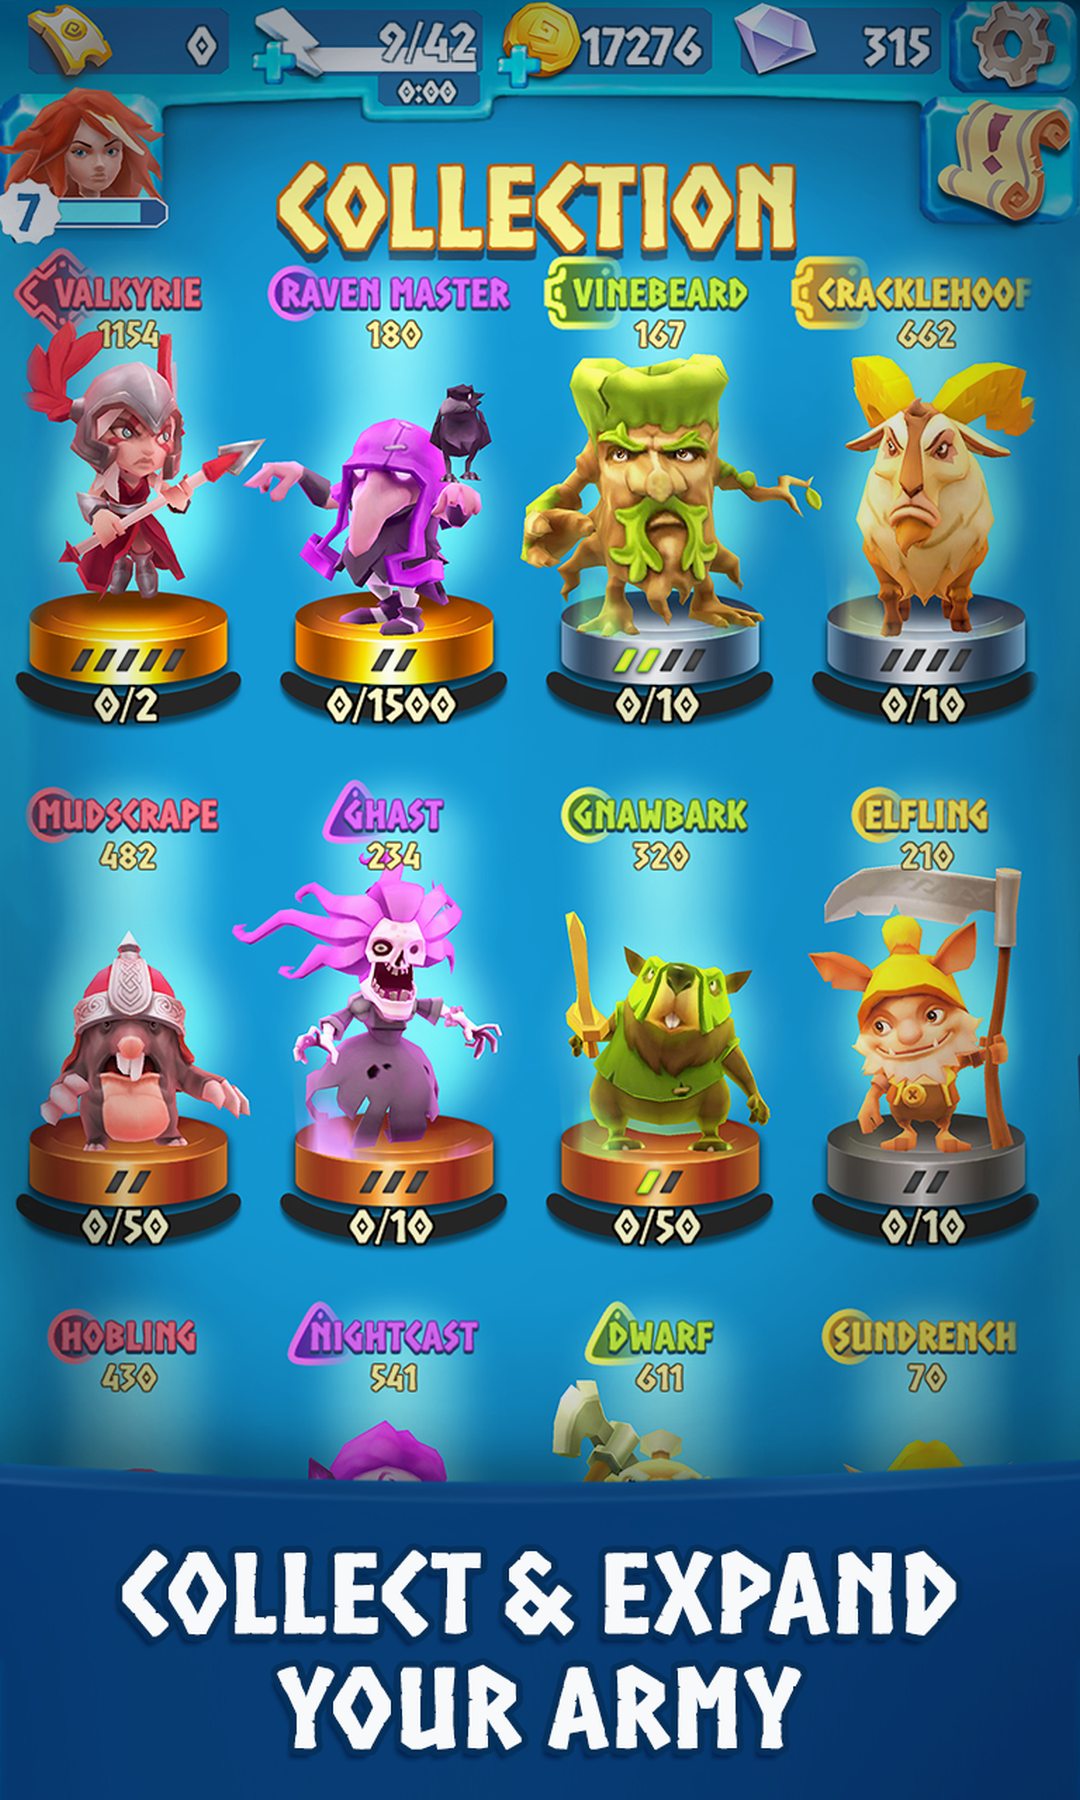 0 9/42 17276 315
0:00
7
COLLECTION
VALKYRIE RAVEN MASTER VINEBEARD CRACKLEHOOF
1154 180 167 662
0/2 0/1500 0/10 0/10
MUDSCRAPE GHAST GNAWBARK ELFLING
482 234 320 210
0/50 0/10 0/50 0/10
HOBLING NIGHTCAST DWARF SUNDRENCH
430 541 611 70
COLLECT & EXPAND
YOUR ARMY